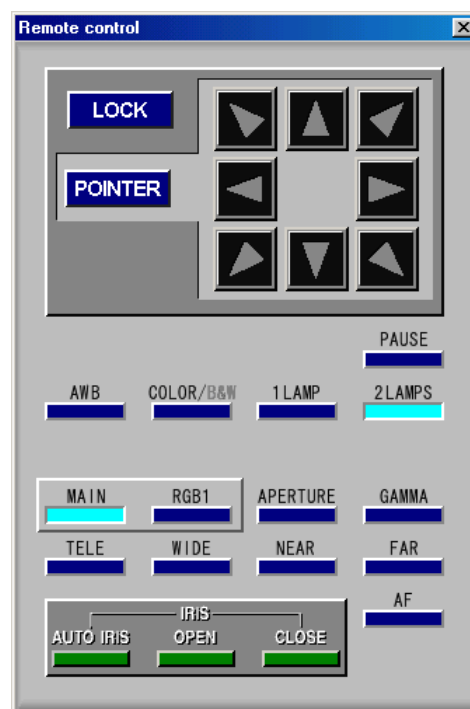 Remote control
LOCK
POINTER
PAUSE
AWB COLOR/B&W 1LAMP 2LAMPS
MAIN RGB1 APERTURE GAMMA
TELE WIDE NEAR FAR
AF
IRIS
AUTO IRIS OPEN CLOSE